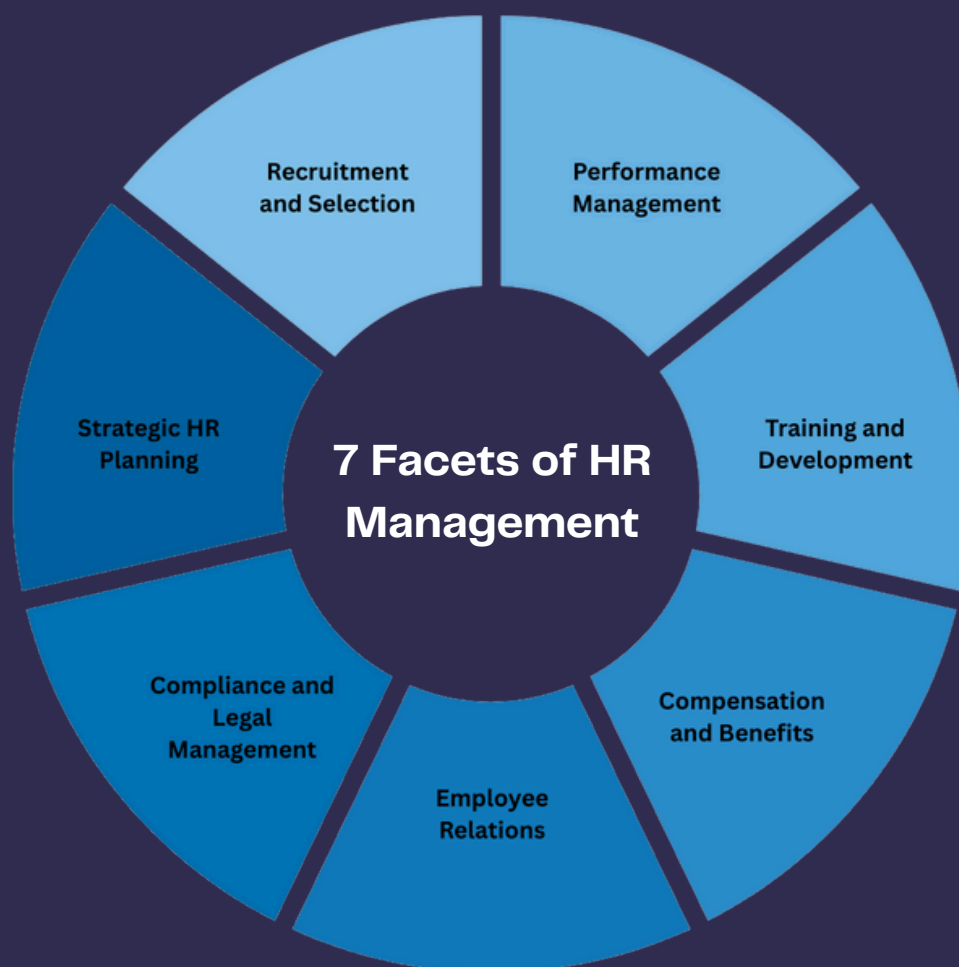 Recruitment
and Selection
Performance
Management
Training and
Development
Compensation
and Benefits
Employee
Relations
Compliance and
Legal
Management
Strategic HR
Planning
7 Facets of HR
Management